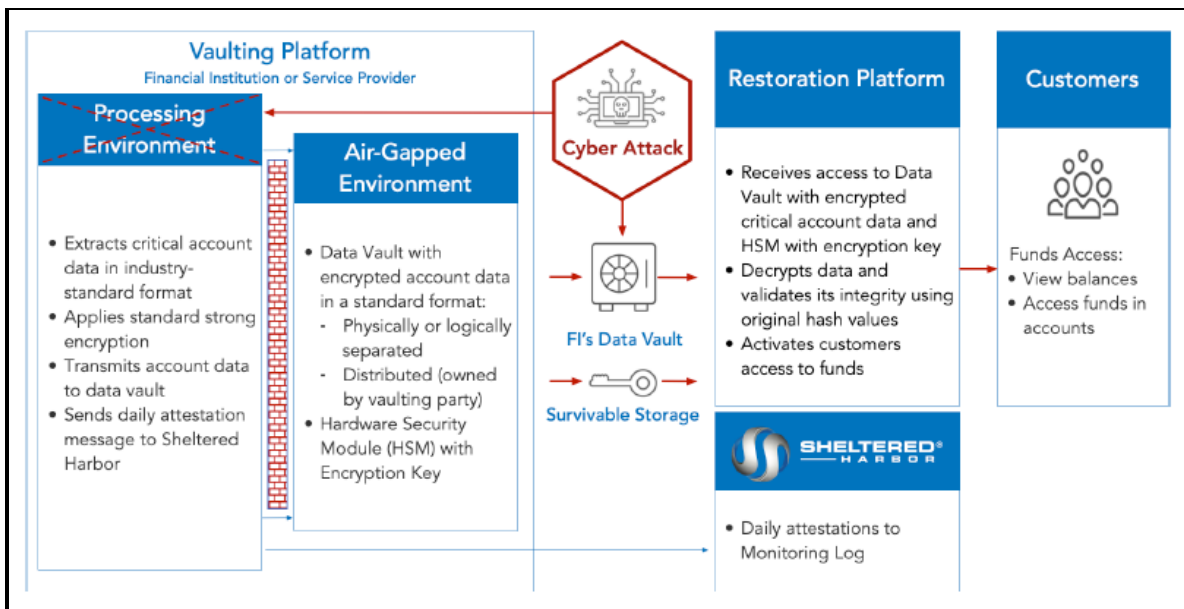 Vaulting Platform
Financial Institution or Service Provider
Processing
Environment
• Extracts critical account
data in industry-
standard format
• Applies standard strong
encryption
• Transmits account data
to data vault
• Sends daily attestation
message to Sheltered
Harbor
Air-Gapped
Environment
• Data Vault with
encrypted account data
in a standard format:
- Physically or logically
separated
- Distributed (owned
by vaulting party)
• Hardware Security
Module (HSM) with
Encryption Key
Cyber Attack
FI's Data Vault
Survivable Storage
Restoration Platform
• Receives access to Data
Vault with encrypted
critical account data and
HSM with encryption key
• Decrypts data and
validates its integrity using
original hash values
• Activates customers
access to funds
SHELTERED®
HARBOR
• Daily attestations to
Monitoring Log
Customers
Funds Access:
• View balances
• Access funds in
accounts